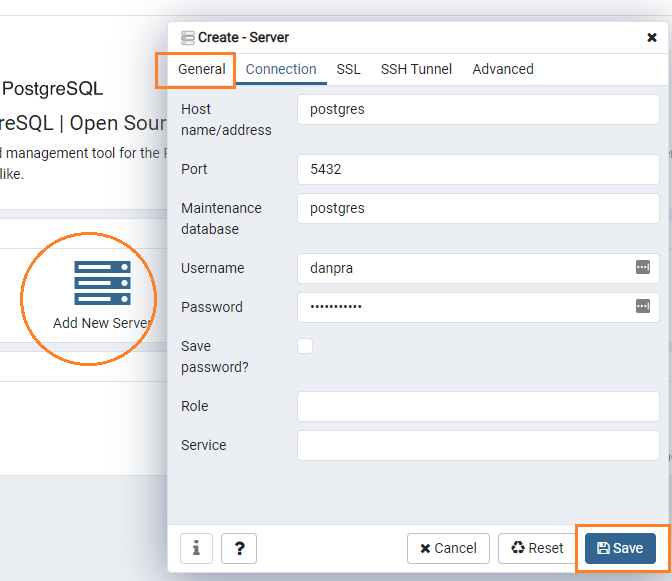 PostgreSQL
reSQL | Open Sour
d management tool for the P
like.
Add New Server
Create - Server
General Connection SSL SSH Tunnel Advanced
Host
name/address
postgres
Port
5432
Maintenance
database
postgres
Username
danpra
Password
•••••••••••
Save
password?
Role
Service
i ? Cancel Reset Save